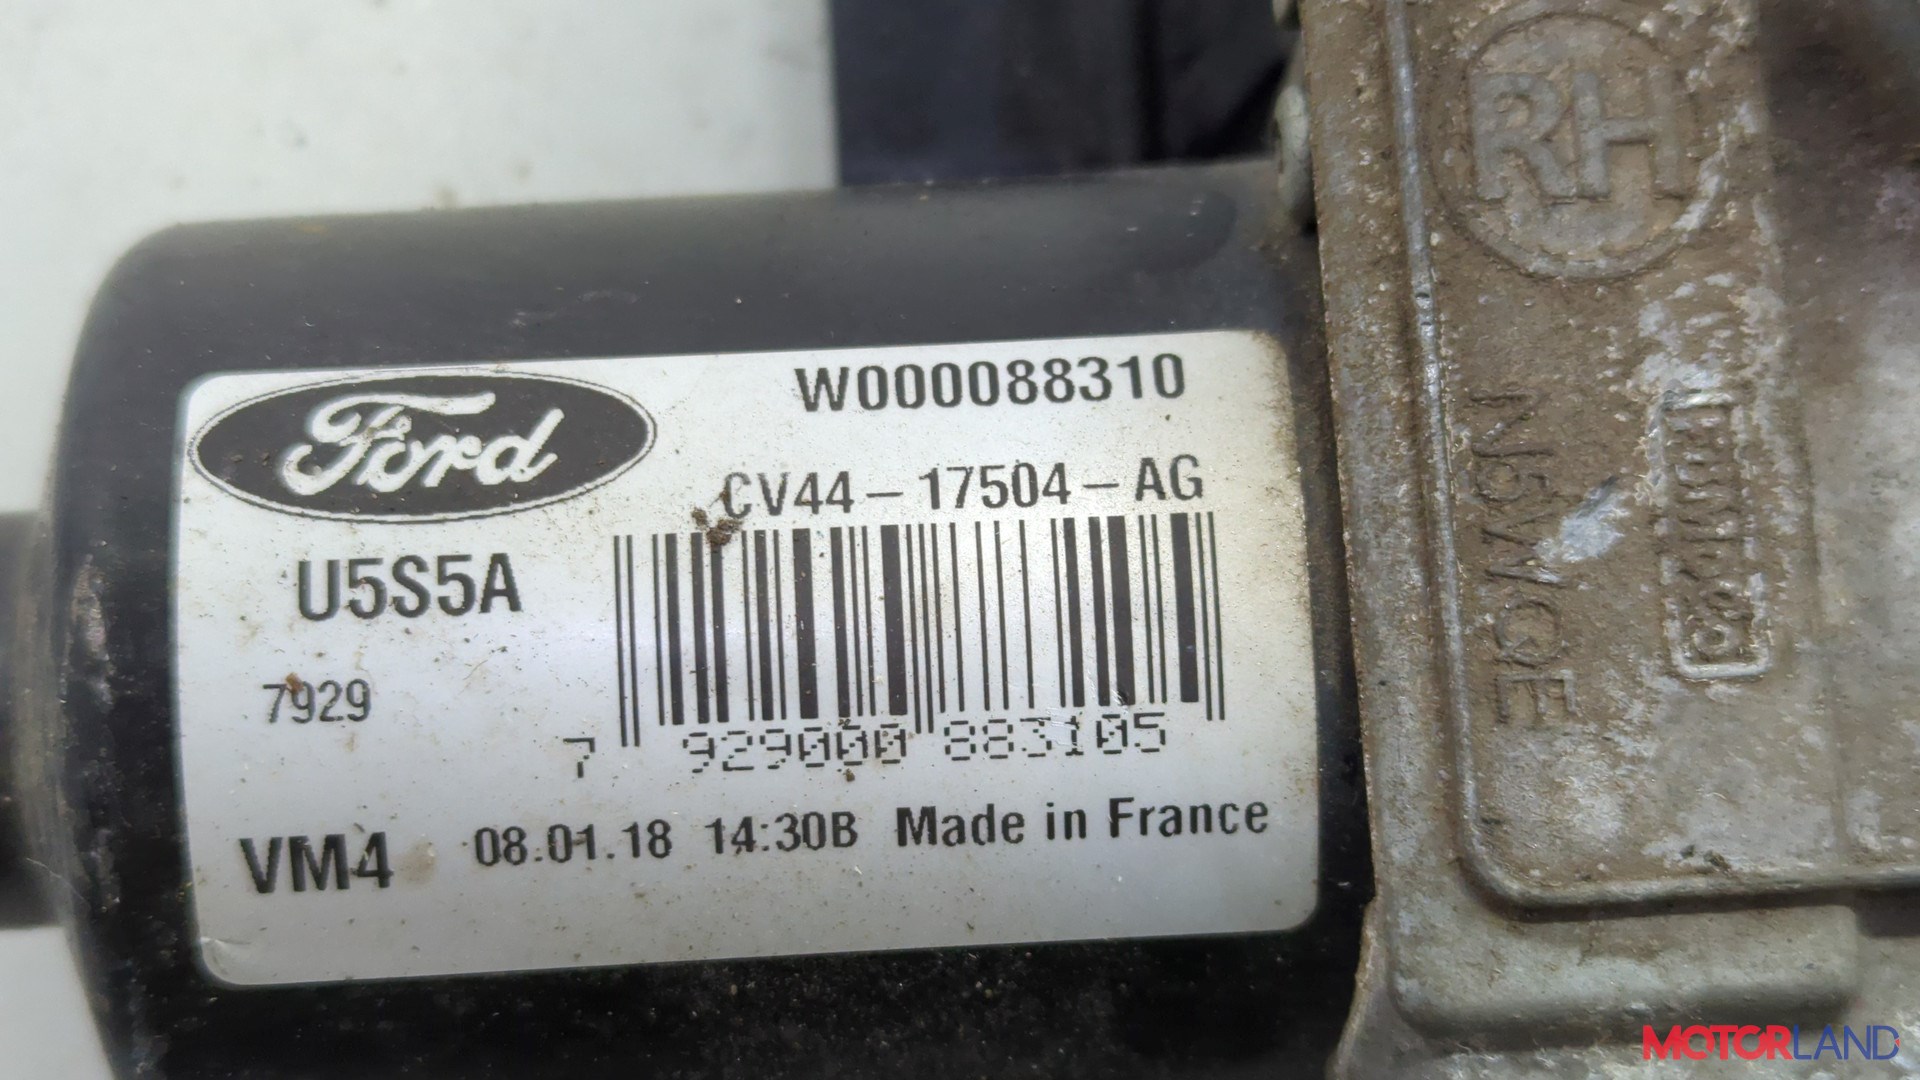 Ford
W000088310
CV44-17504-AG
U5S5A
7929
7 929000 883105
VM4 08.01.18 14:30B Made in France
RH
MOTORLAND